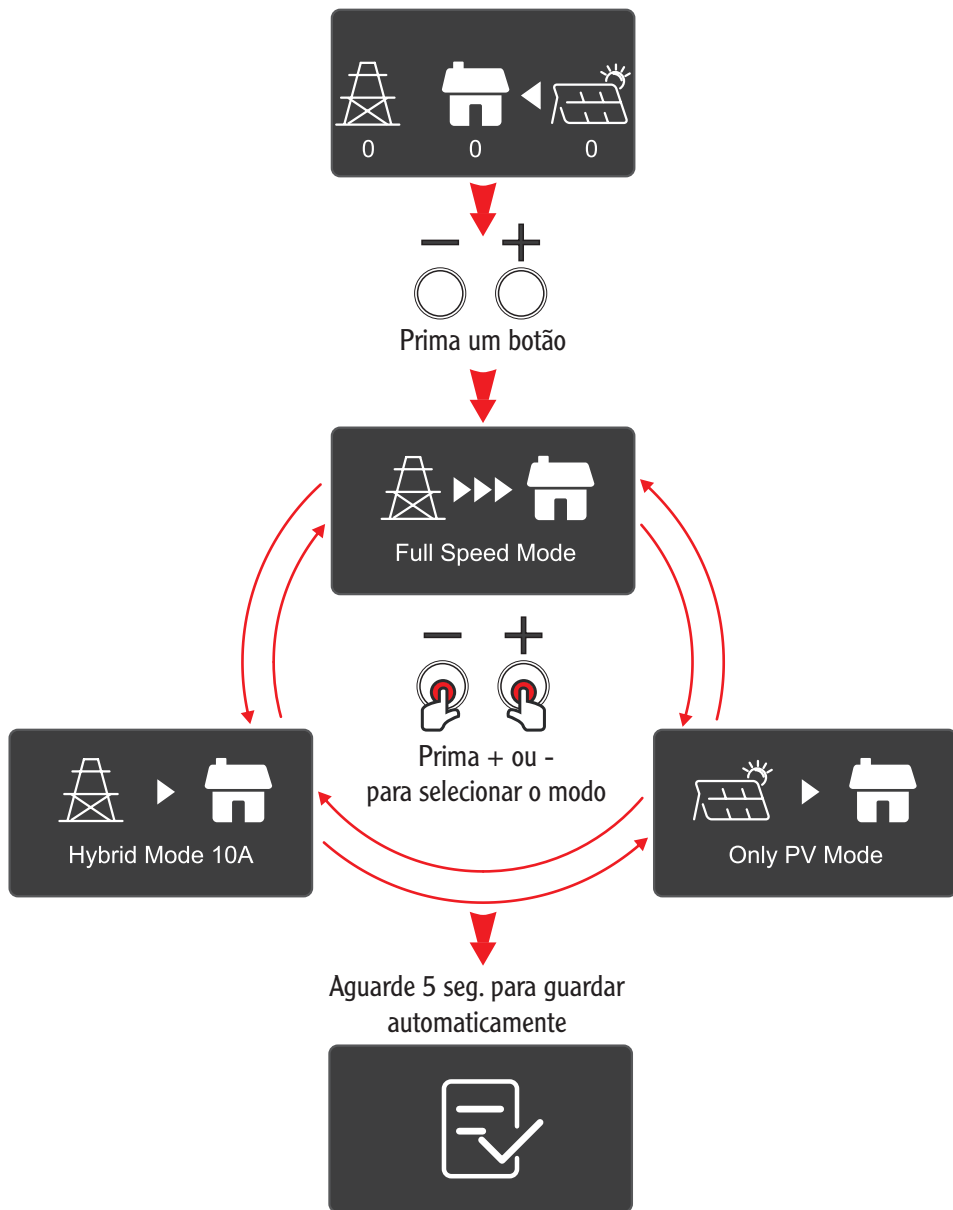 0 0 0
− +
Prima um botão
Full Speed Mode
− +
Prima + ou -
para selecionar o modo
Hybrid Mode 10A
Only PV Mode
Aguarde 5 seg. para guardar
automaticamente